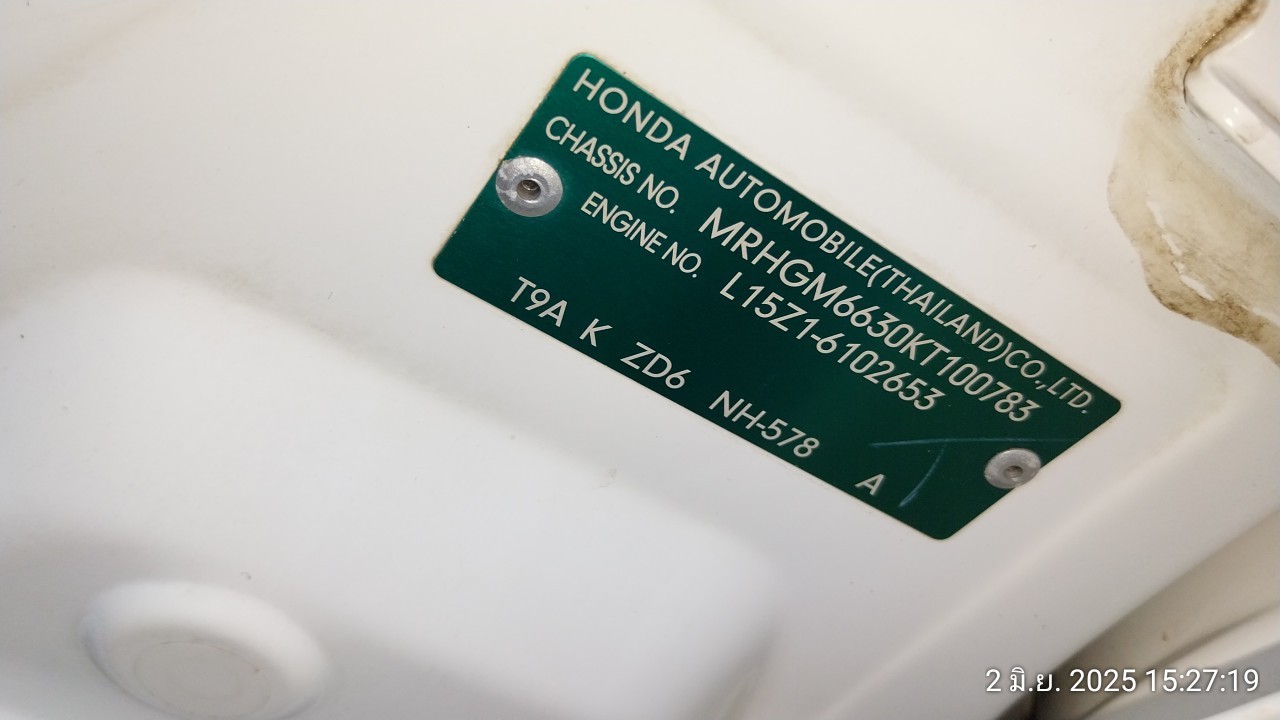 HONDA AUTOMOBILE(THAILAND)CO.,LTD.
CHASSIS NO. MRHGM6630KT100783
ENGINE NO. L15Z1-6102653
T9A K ZD6 NH-578 A
2 มิ.ย. 2025 15:27:19